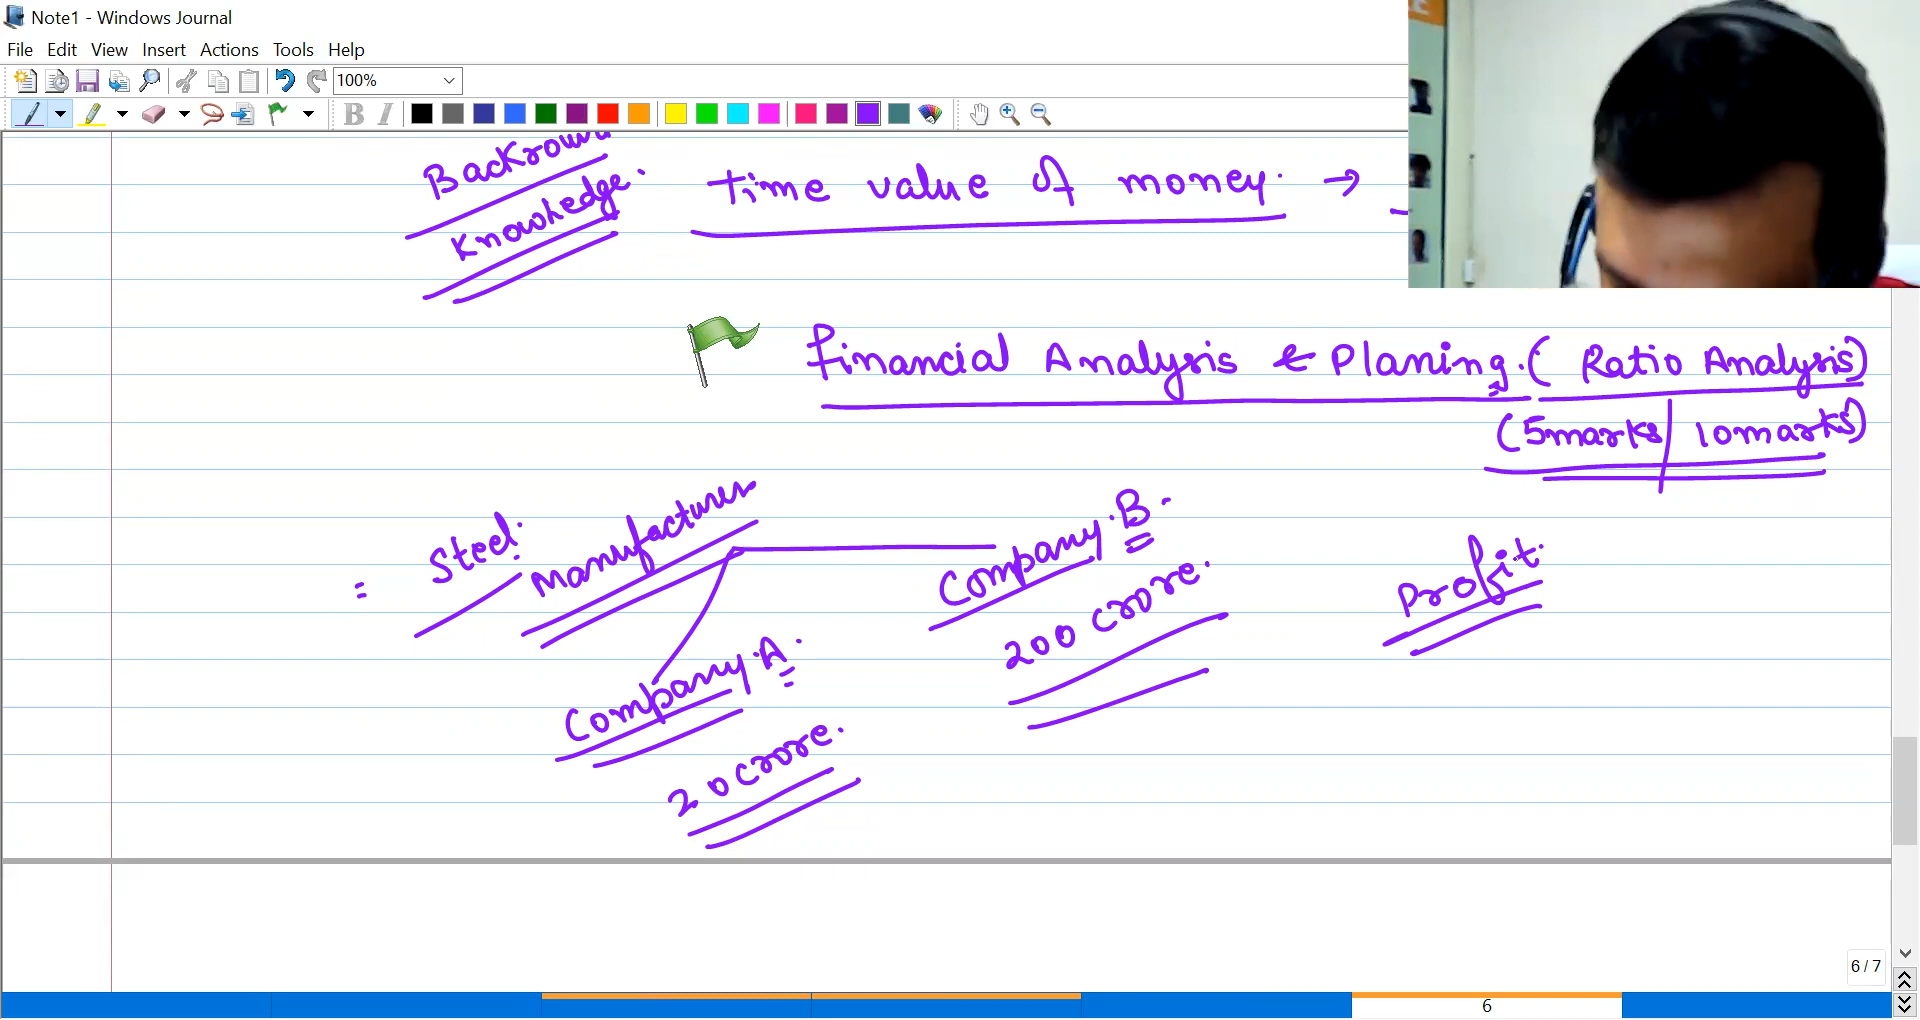 Note1 - Windows Journal
File Edit View Insert Actions Tools Help
100%
B I
Backround
Knowhedge.
time value of money. →
financial Analysis & Planing. ( Ratio Analysis)
(5marks| 10marks)
= Steel. Manufacturer
Company.B.
200 crore.
Profit.
Company.A.
20 crore.
6 / 7
6